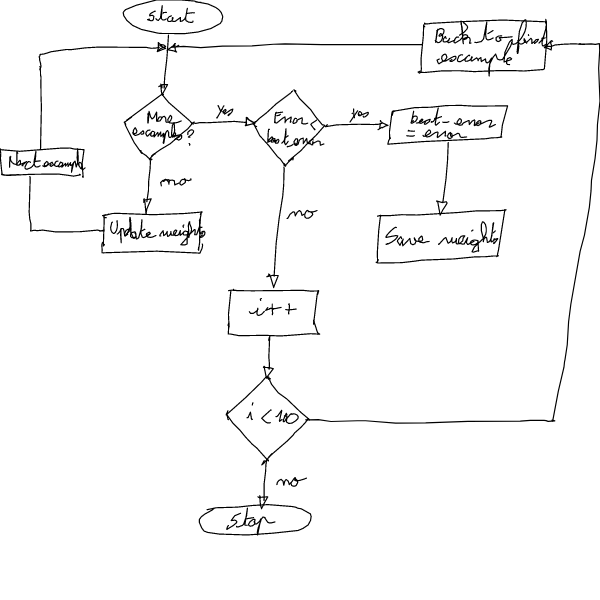 Start
Back to first
example
More
examples?
yes
Error <
best error
yes
best-error
= error
Next example
no
Update weights
no
Save weights
i++
i < 100
no
Stop